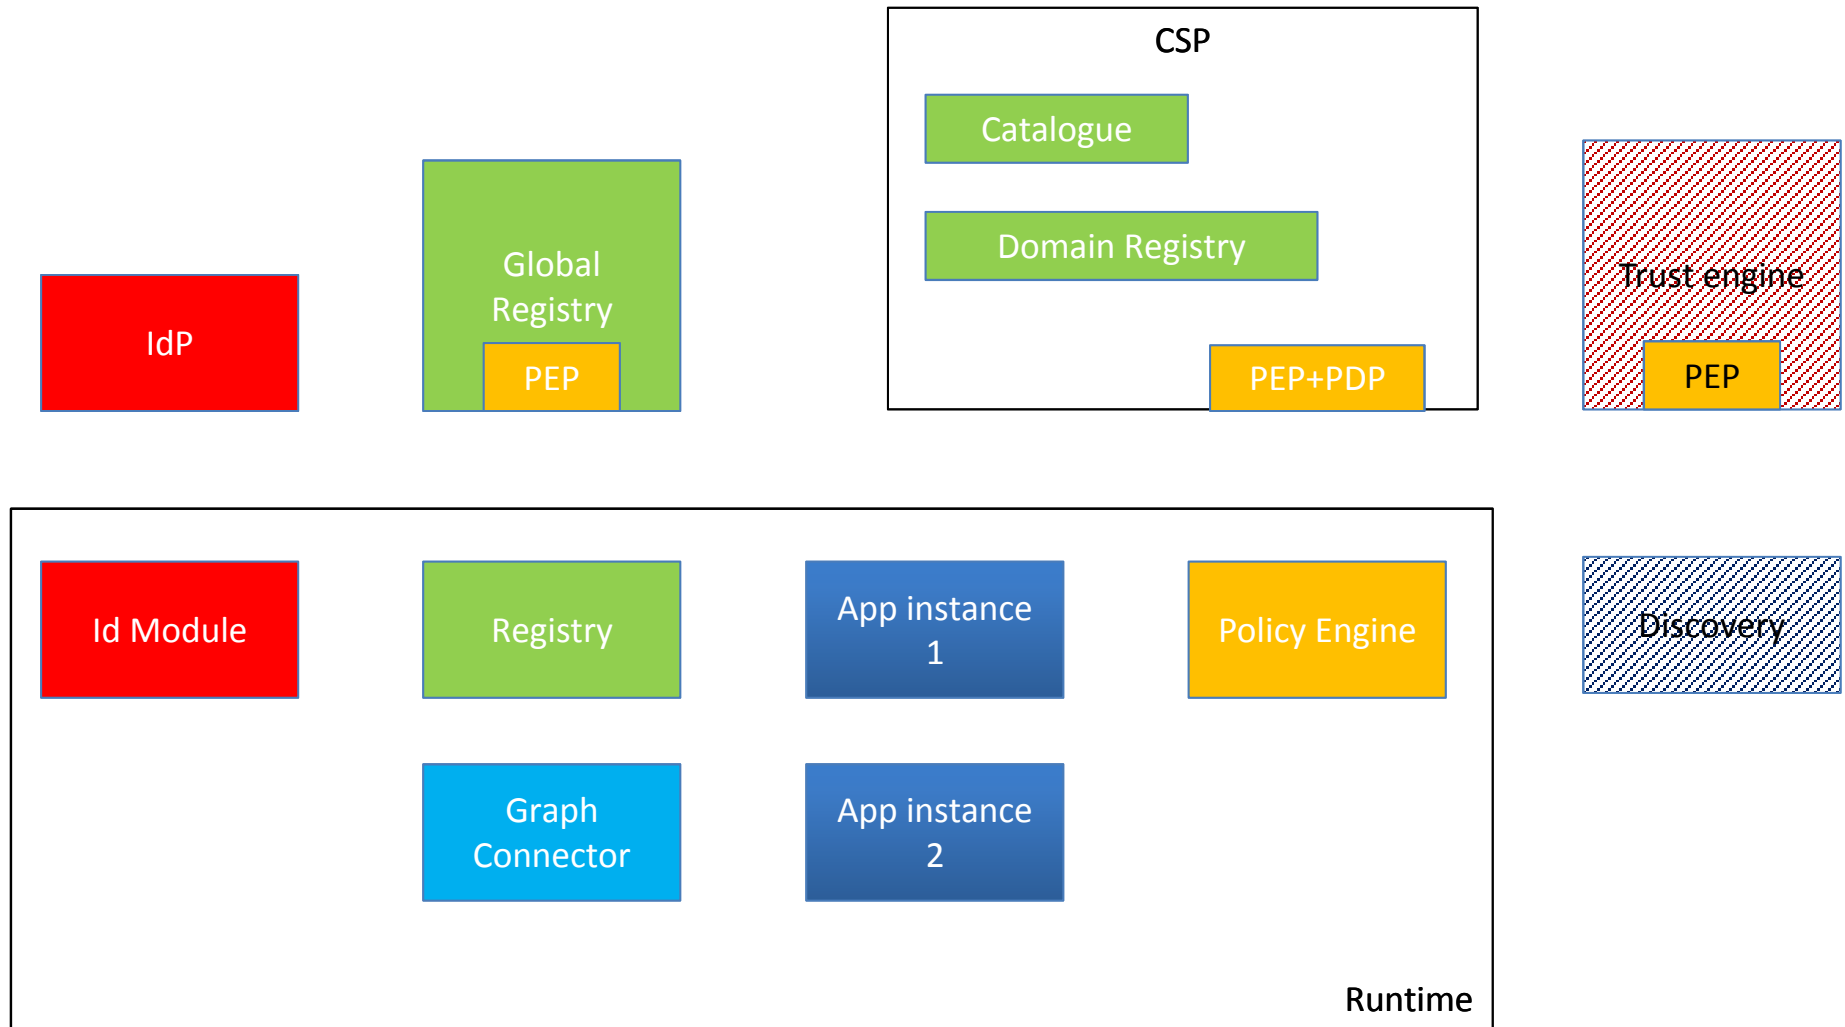 CSP
Catalogue
Domain Registry
PEP+PDP
Global
Registry
PEP
IdP
Trust engine
PEP
Id Module
Registry
App instance
1
Policy Engine
Discovery
Graph
Connector
App instance
2
Runtime